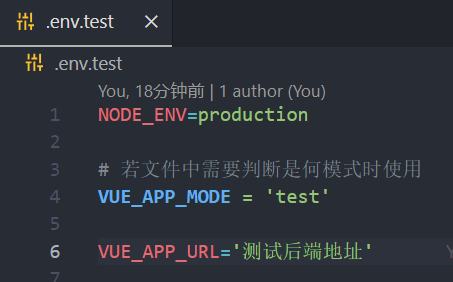 .env.test
.env.test
You, 18分钟前 | 1 author (You)
1 NODE_ENV=production
2
3 # 若文件中需要判断是何模式时使用
4 VUE_APP_MODE = 'test'
5
6 VUE_APP_URL='测试后端地址'
7